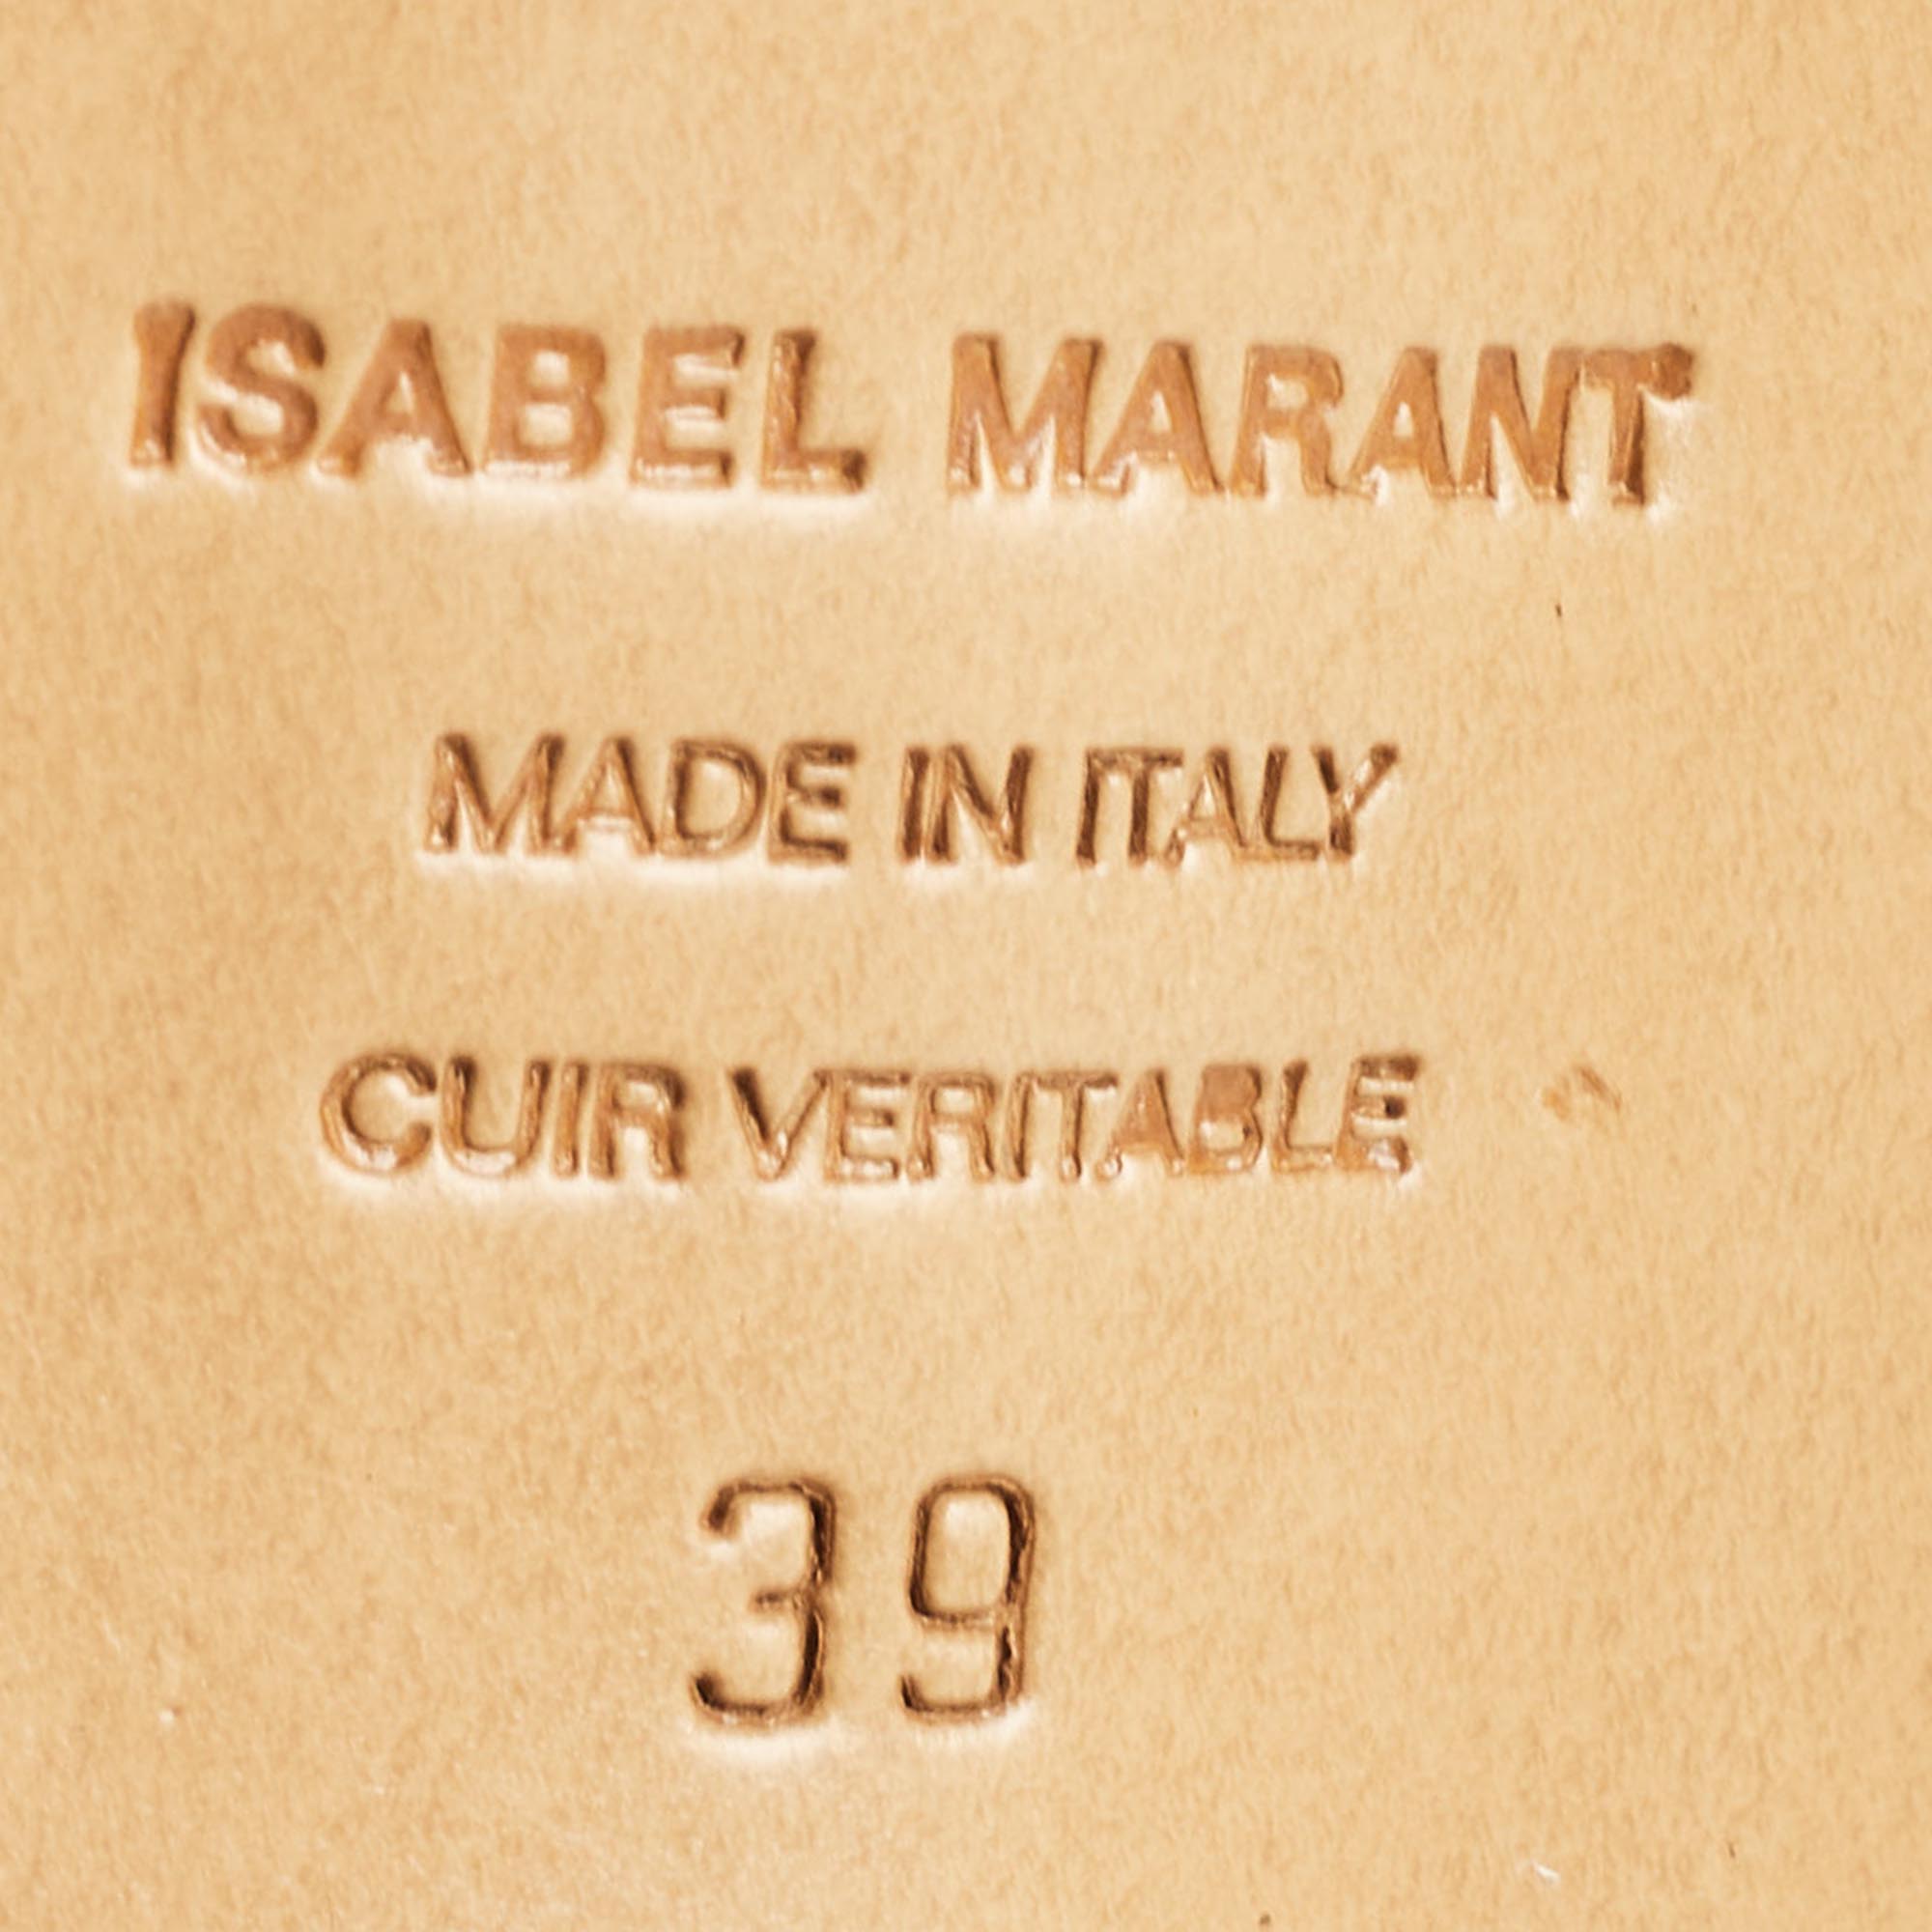 ISABEL MARANT
MADE IN ITALY
CUIR VERITABLE
39